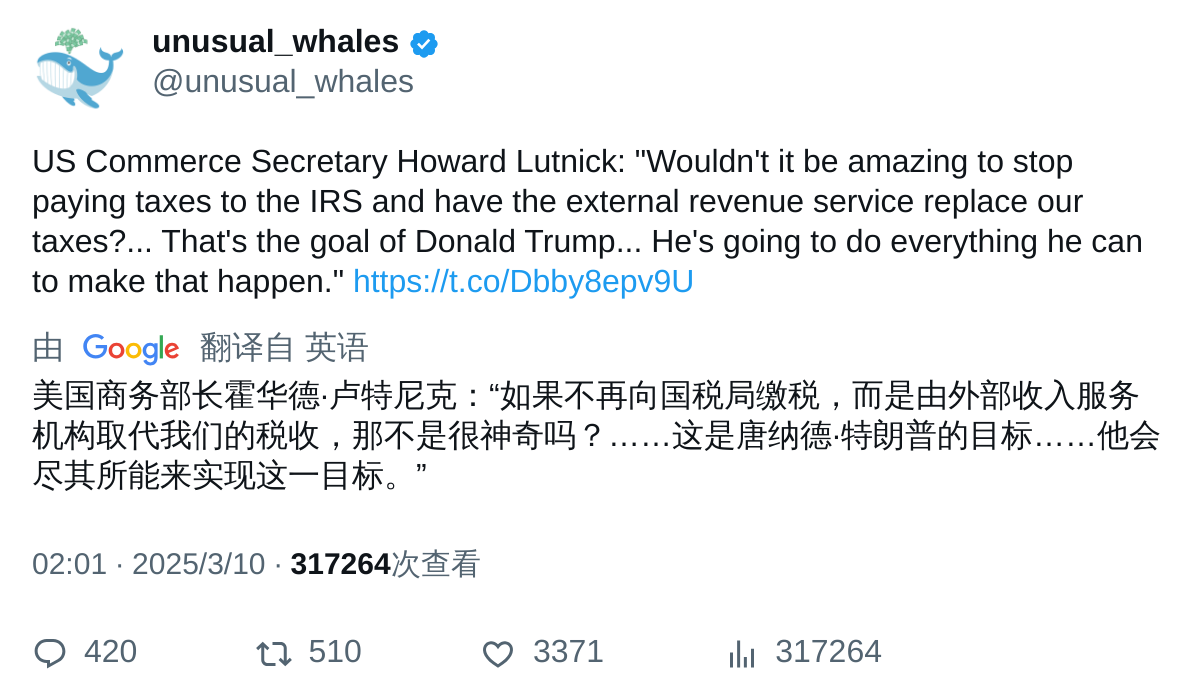 unusual_whales
@unusual_whales
US Commerce Secretary Howard Lutnick: "Wouldn't it be amazing to stop
paying taxes to the IRS and have the external revenue service replace our
taxes?... That's the goal of Donald Trump... He's going to do everything he can
to make that happen." https://t.co/Dbby8epv9U
由 Google 翻译自 英语
美国商务部长霍华德·卢特尼克：“如果不再向国税局缴税，而是由外部收入服务
机构取代我们的税收，那不是很神奇吗？……这是唐纳德·特朗普的目标……他会
尽其所能来实现这一目标。”
02:01 · 2025/3/10 · 317264次查看
420 510 3371 317264